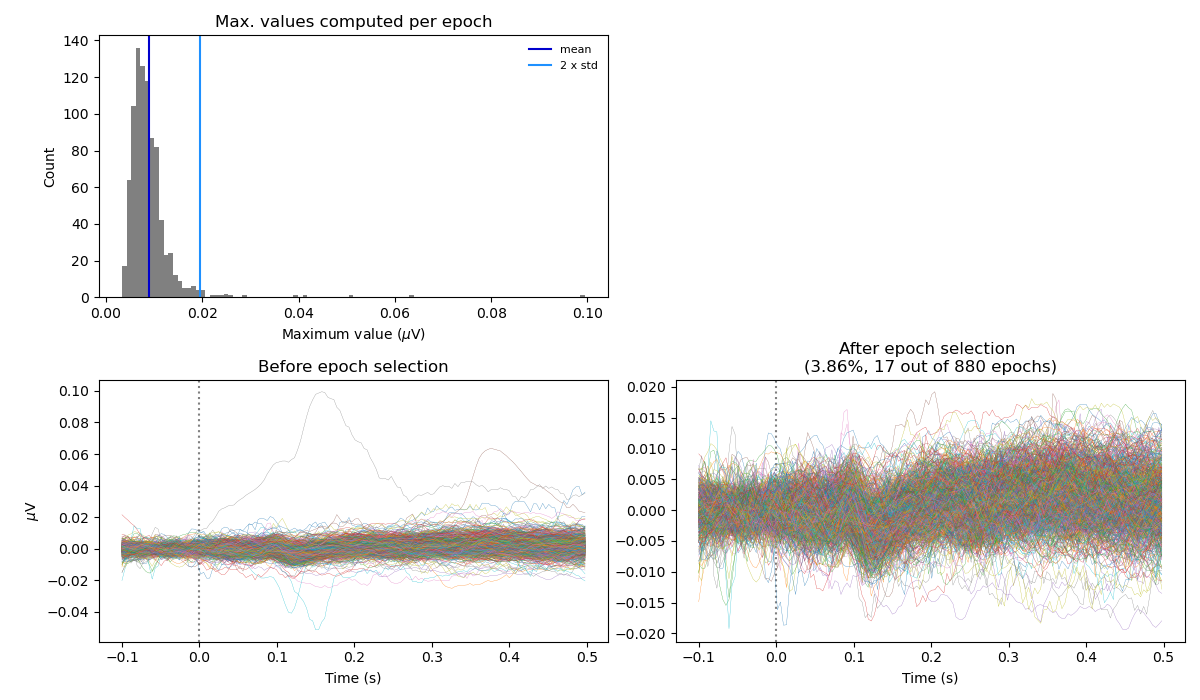 Max. values computed per epoch
140
120
100
80
60
40
20
0
Count
mean
2 x std
0.00 0.02 0.04 0.06 0.08 0.10
Maximum value (μV)
Before epoch selection
0.10
0.08
0.06
0.04
0.02
0.00
−0.02
−0.04
μV
−0.1 0.0 0.1 0.2 0.3 0.4 0.5
Time (s)
After epoch selection
(3.86%, 17 out of 880 epochs)
0.020
0.015
0.010
0.005
0.000
−0.005
−0.010
−0.015
−0.020
−0.1 0.0 0.1 0.2 0.3 0.4 0.5
Time (s)